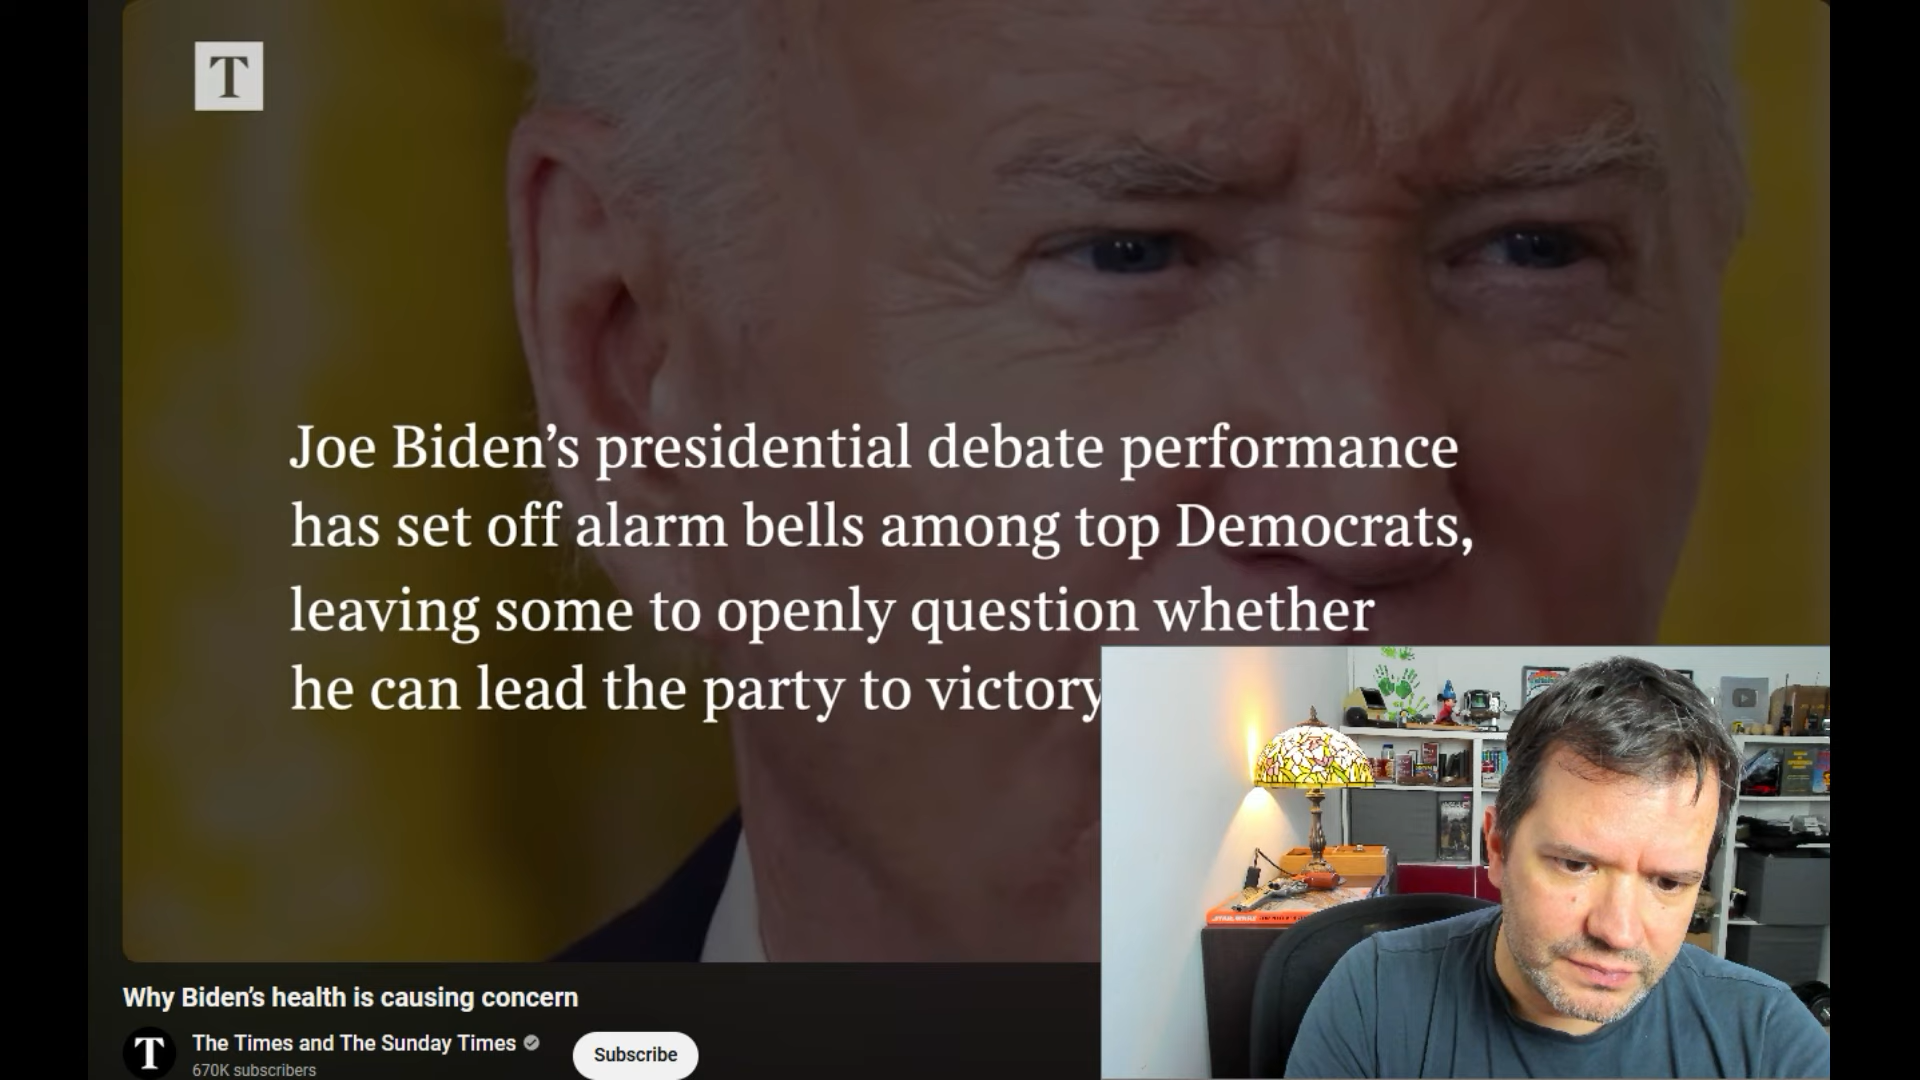 T
Joe Biden’s presidential debate performance
has set off alarm bells among top Democrats,
leaving some to openly question whether
he can lead the party to victory
STAR WARS
Why Biden’s health is causing concern
T
The Times and The Sunday Times
Subscribe
670K subscribers